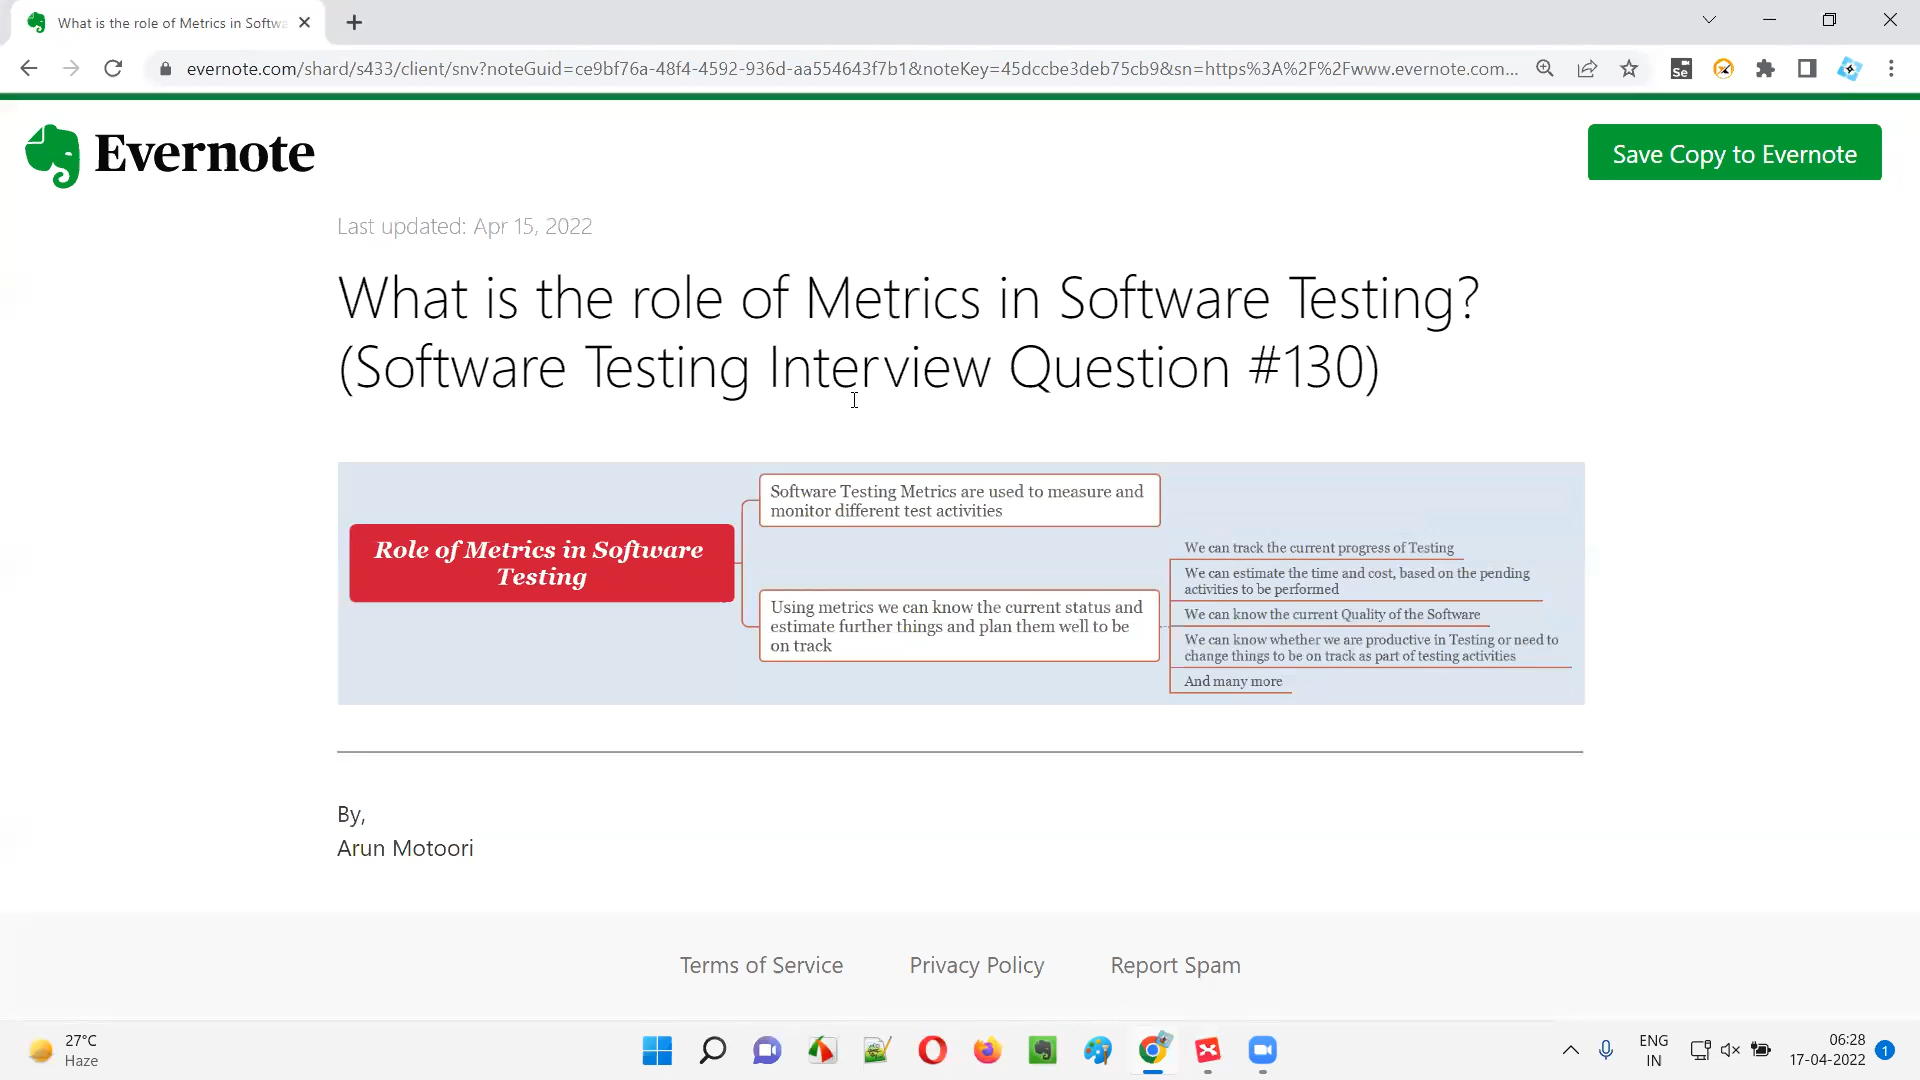 What is the role of Metrics in Softwa
evernote.com/shard/s433/client/snv?noteGuid=ce9bf76a-48f4-4592-936d-aa554643f7b1&noteKey=45dccbe3deb75cb9&sn=https%3A%2F%2Fwww.evernote.com...
Se
Evernote
Save Copy to Evernote
Last updated: Apr 15, 2022
What is the role of Metrics in Software Testing?
(Software Testing Interview Question #130)
Software Testing Metrics are used to measure and
monitor different test activities
Role of Metrics in Software
Testing
Using metrics we can know the current status and
estimate further things and plan them well to be
on track
We can track the current progress of Testing
We can estimate the time and cost, based on the pending
activities to be performed
We can know the current Quality of the Software
We can know whether we are productive in Testing or need to
change things to be on track as part of testing activities
And many more
By,
Arun Motoori
Terms of Service
Privacy Policy
Report Spam
27°C
Haze
ENG
IN
06:28
17-04-2022
1